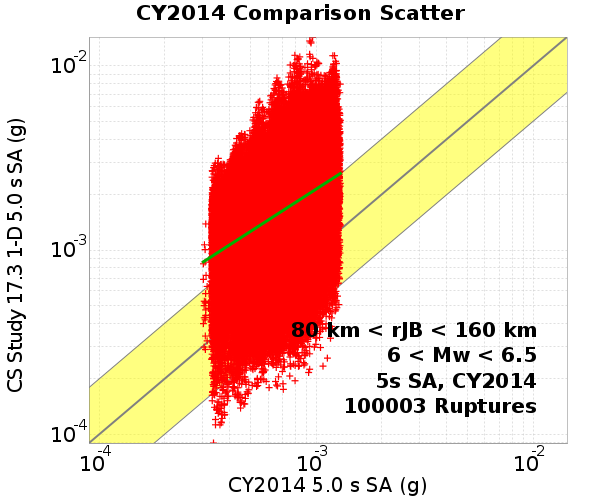 CY2014 Comparison Scatter
CS Study 17.3 1-D 5.0 s SA (g)
10-2
10-3
10-4
80 km < rJB < 160 km
6 < Mw < 6.5
5s SA, CY2014
100003 Ruptures
10-4 10-3 10-2
CY2014 5.0 s SA (g)